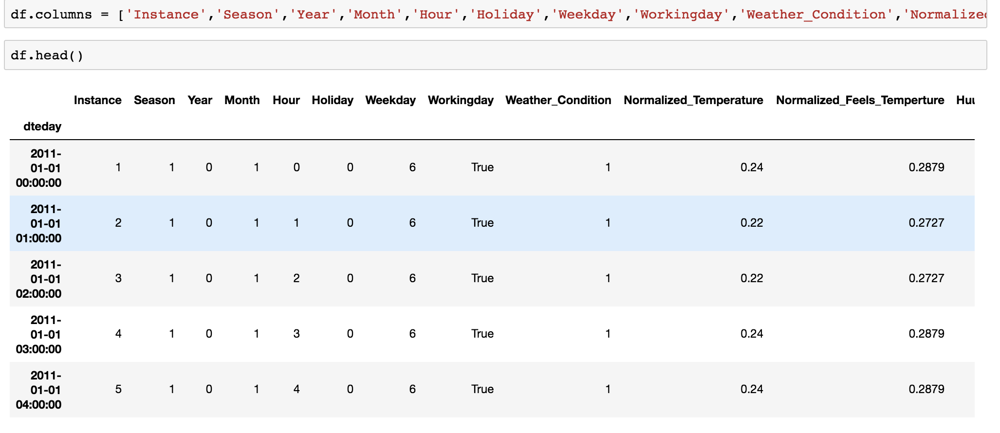 df.columns = ['Instance','Season','Year','Month','Hour','Holiday','Weekday','Workingday','Weather_Condition','Normalized
df.head()
Instance Season Year Month Hour Holiday Weekday Workingday Weather_Condition Normalized_Temperature Normalized_Feels_Temperture
dteday
2011-
01-01
00:00:00 1 1 0 1 0 0 6 True 1 0.24 0.2879
2011-
01-01
01:00:00 2 1 0 1 1 0 6 True 1 0.22 0.2727
2011-
01-01
02:00:00 3 1 0 1 2 0 6 True 1 0.22 0.2727
2011-
01-01
03:00:00 4 1 0 1 3 0 6 True 1 0.24 0.2879
2011-
01-01
04:00:00 5 1 0 1 4 0 6 True 1 0.24 0.2879